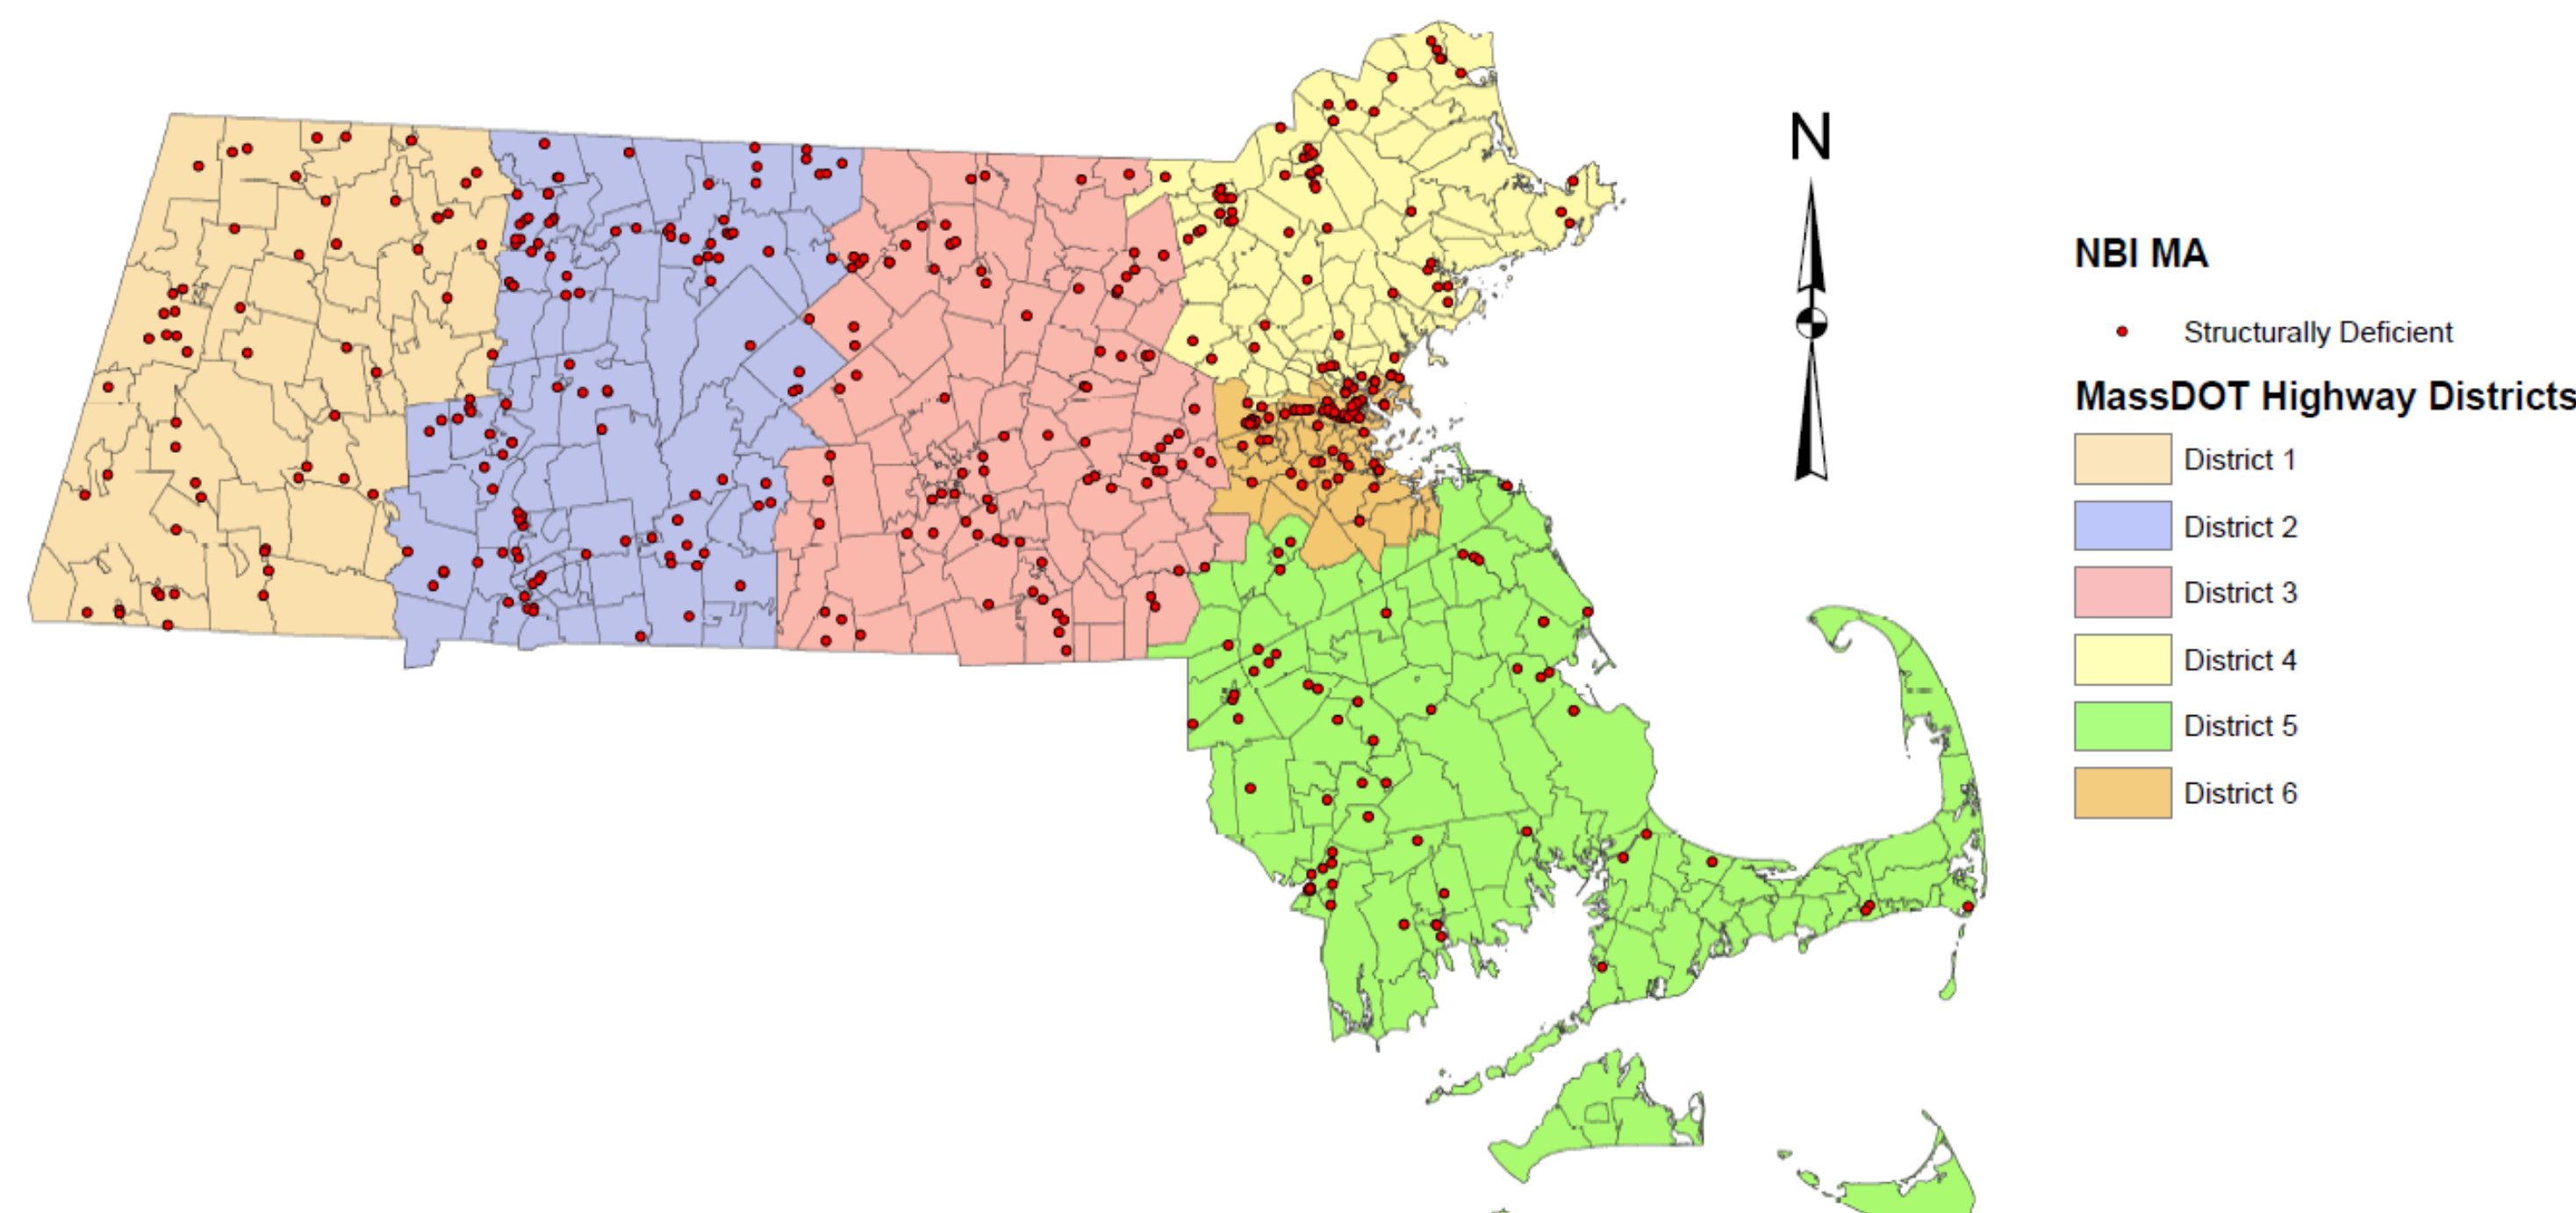 N
NBI MA
Structurally Deficient
MassDOT Highway Districts
District 1
District 2
District 3
District 4
District 5
District 6